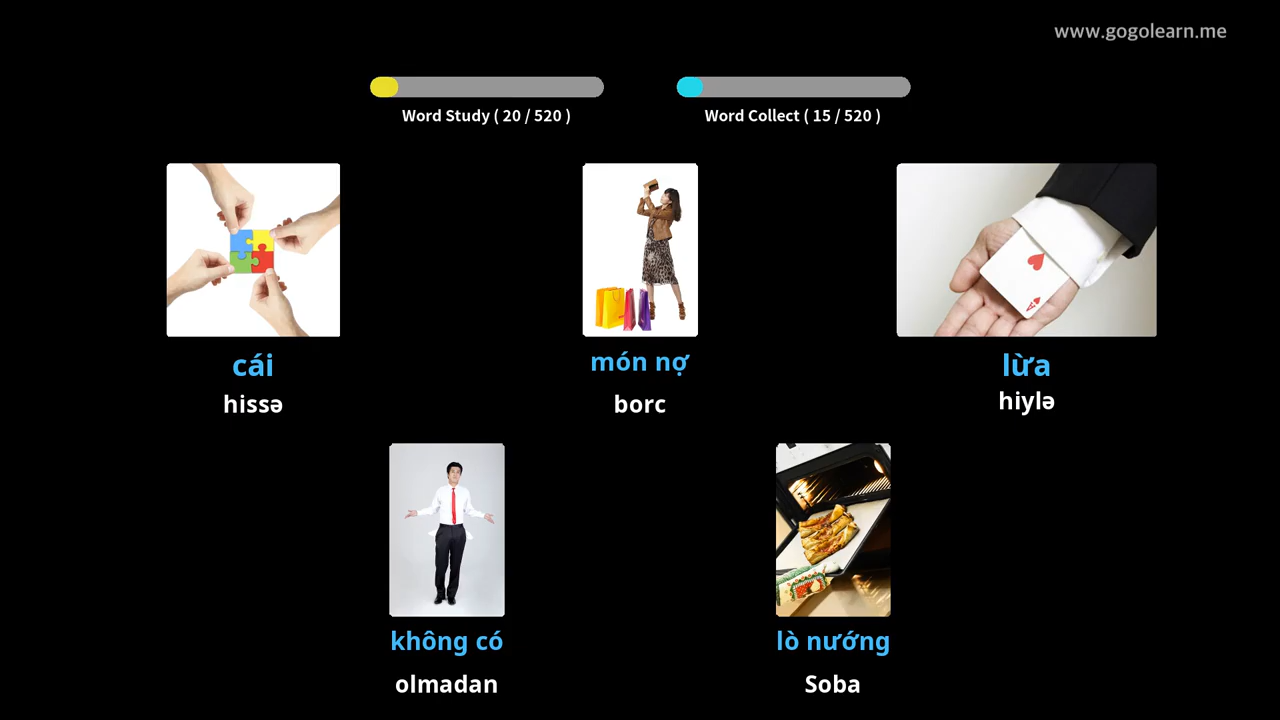 www.gogolearn.me
Word Study ( 20 / 520 )
Word Collect ( 15 / 520 )
cái
hissə
món nợ
borc
lừa
hiylə
không có
olmadan
lò nướng
Soba